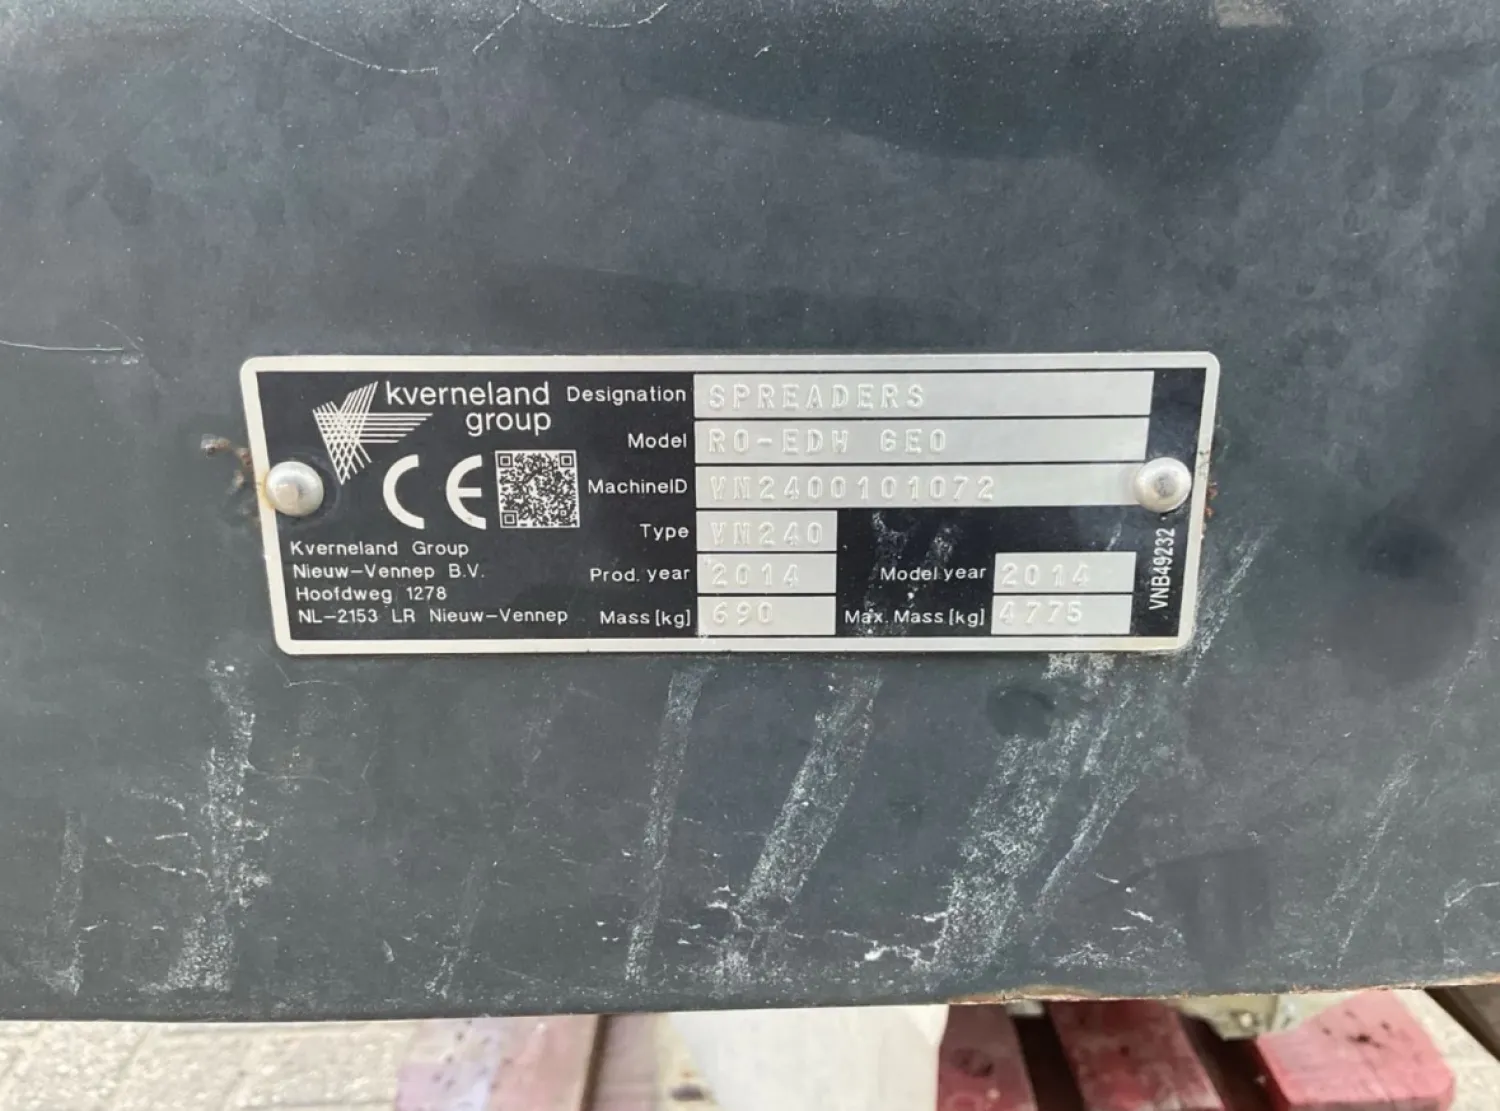 kverneland
group
CE
Kverneland Group
Nieuw-Vennep B.V.
Hoofdweg 1278
NL-2153 LR Nieuw-Vennep
Designation SPREADERS
Model RO-EDW GEO
MachineID VN2400101072
Type VN240
Prod. year 2014 Model year 2014
Mass [kg] 690 Max. Mass [kg] 4775
VNB49232